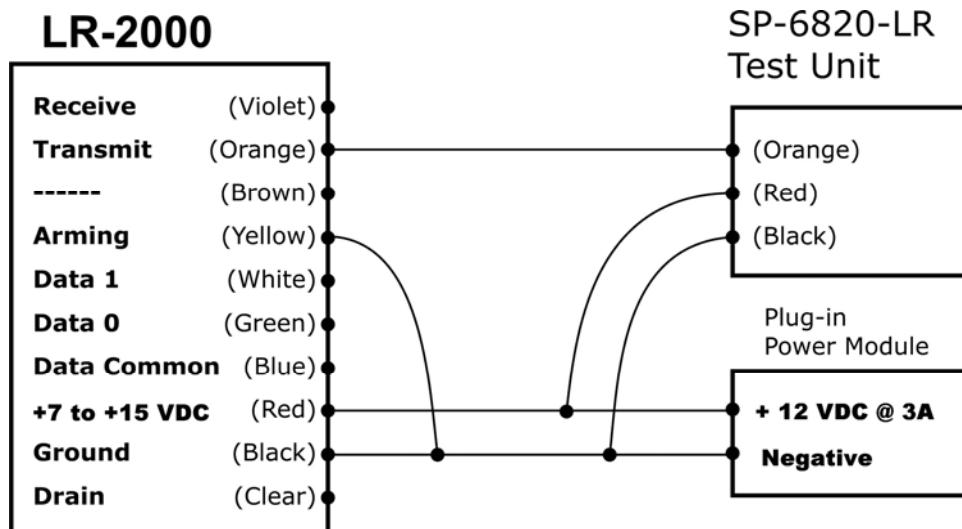 LR-2000
Receive (Violet)
Transmit (Orange)
------ (Brown)
Arming (Yellow)
Data 1 (White)
Data 0 (Green)
Data Common (Blue)
+7 to +15 VDC (Red)
Ground (Black)
Drain (Clear)
SP-6820-LR
Test Unit
(Orange)
(Red)
(Black)
Plug-in
Power Module
+ 12 VDC @ 3A
Negative